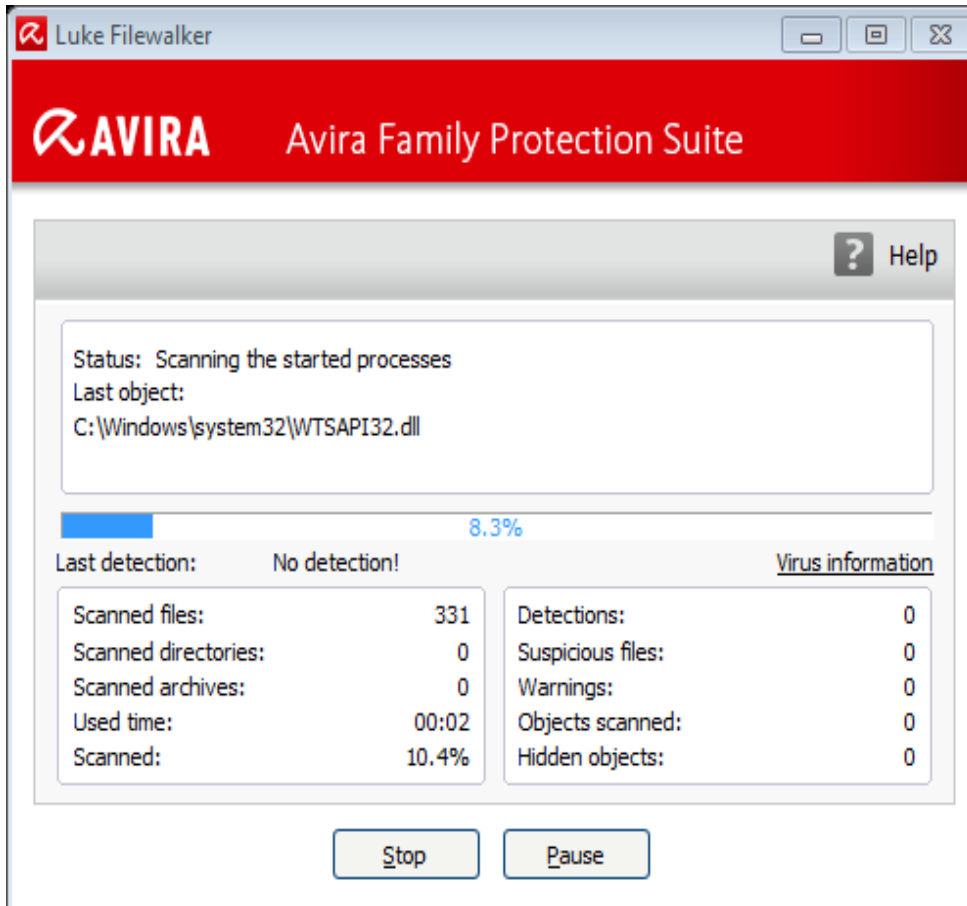 Luke Filewalker
AVIRA Avira Family Protection Suite
? Help
Status: Scanning the started processes
Last object:
C:\Windows\system32\WTSAPI32.dll
8.3%
Last detection: No detection! Virus information
Scanned files: 331 Detections: 0
Scanned directories: 0 Suspicious files: 0
Scanned archives: 0 Warnings: 0
Used time: 00:02 Objects scanned: 0
Scanned: 10.4% Hidden objects: 0
Stop Pause